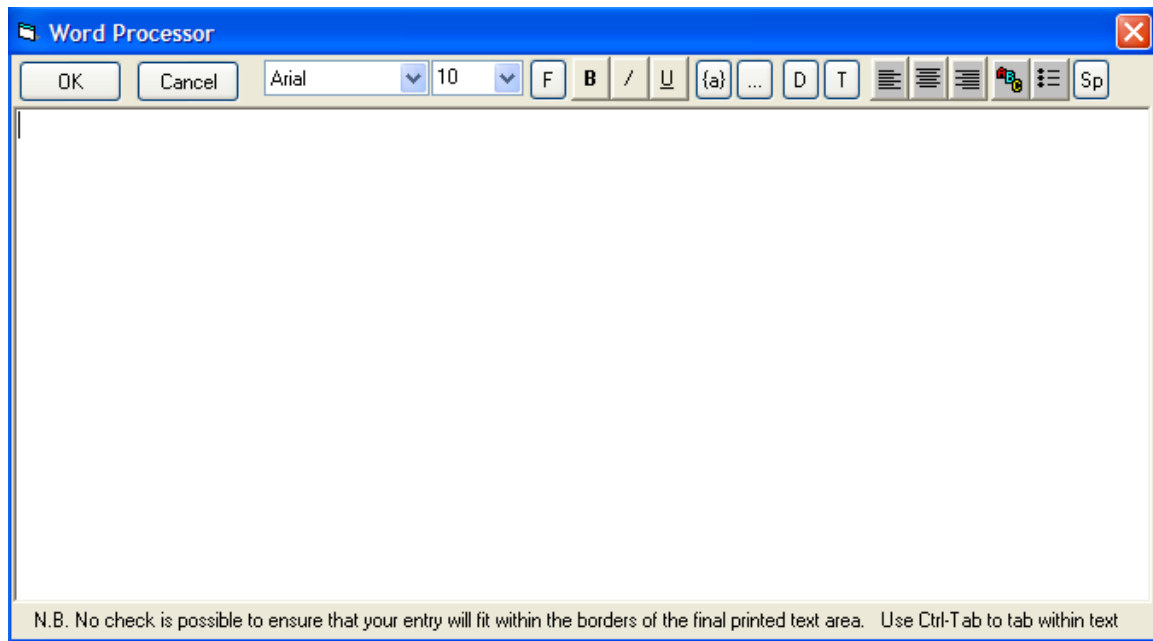 Word Processor
OK Cancel Arial 10 F B / U {a} ... D T ABC Sp
N.B. No check is possible to ensure that your entry will fit within the borders of the final printed text area. Use Ctrl-Tab to tab within text